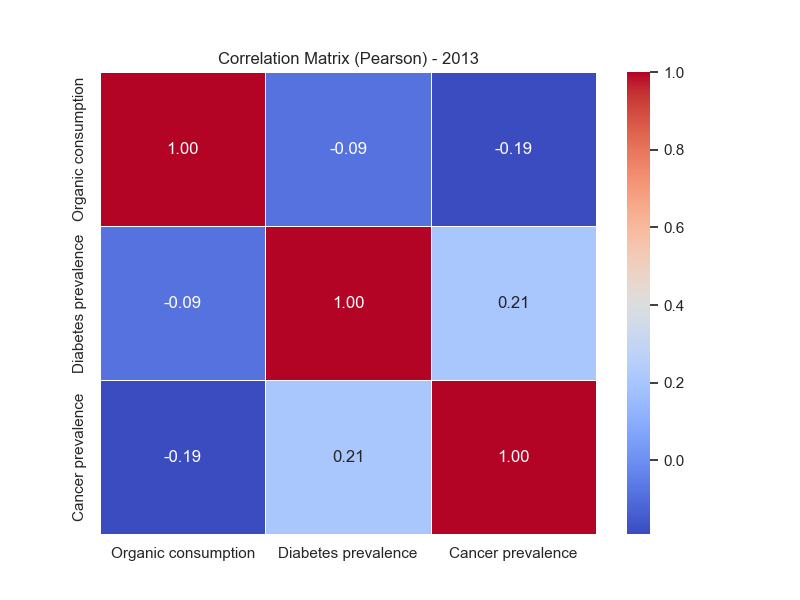 Correlation Matrix (Pearson) - 2013
Organic consumption
1.00
-0.09
-0.19
Diabetes prevalence
-0.09
1.00
0.21
Cancer prevalence
-0.19
0.21
1.00
Organic consumption
Diabetes prevalence
Cancer prevalence
1.0
0.8
0.6
0.4
0.2
0.0